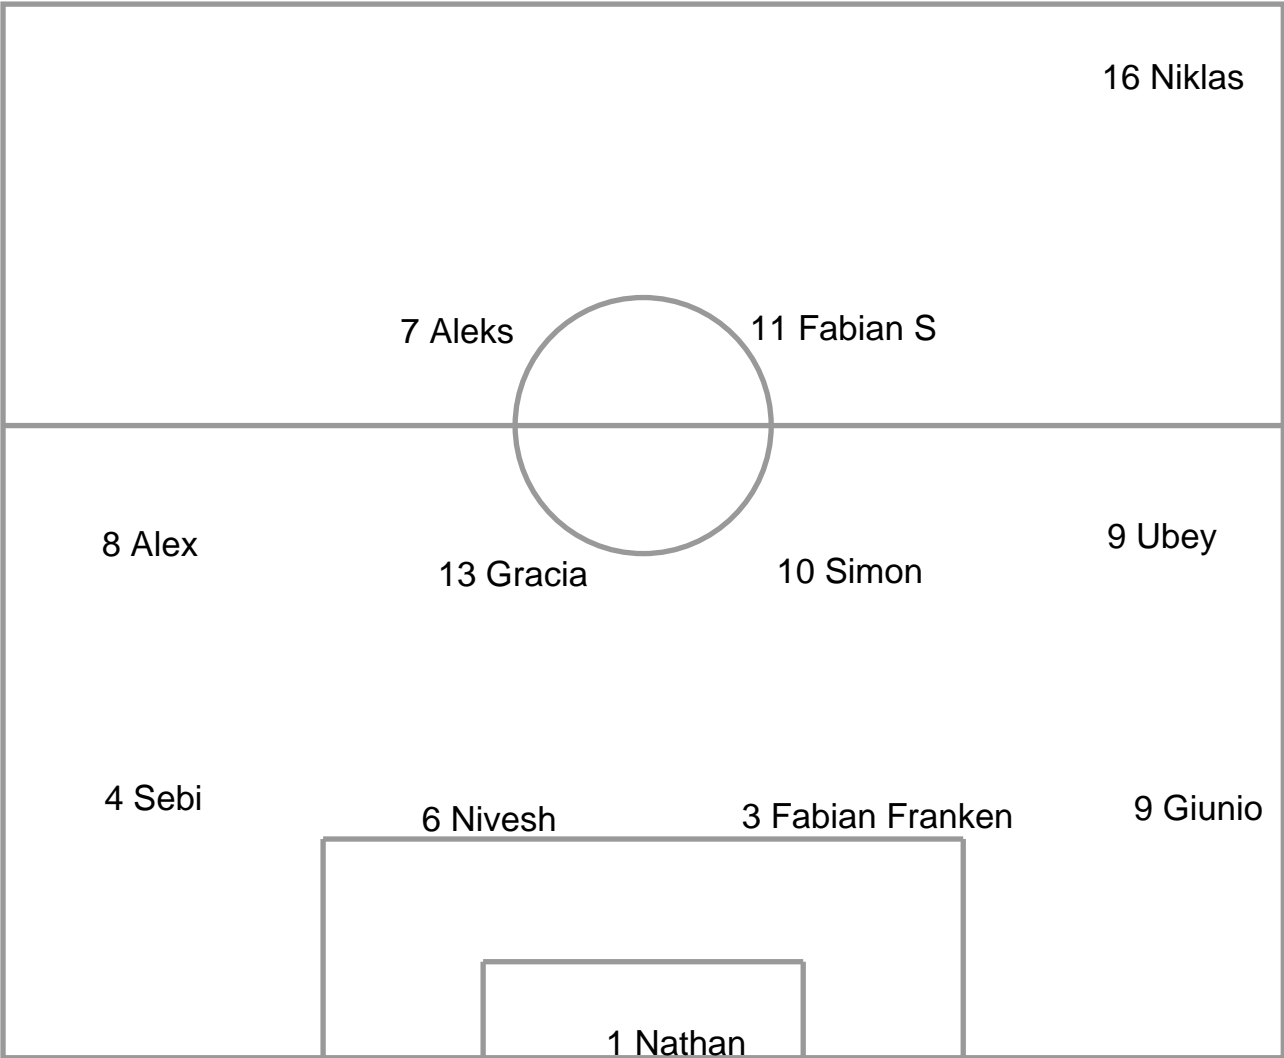 16 Niklas
7 Aleks
11 Fabian S
8 Alex
13 Gracia
10 Simon
9 Ubey
4 Sebi
6 Nivesh
3 Fabian Franken
9 Giunio
1 Nathan